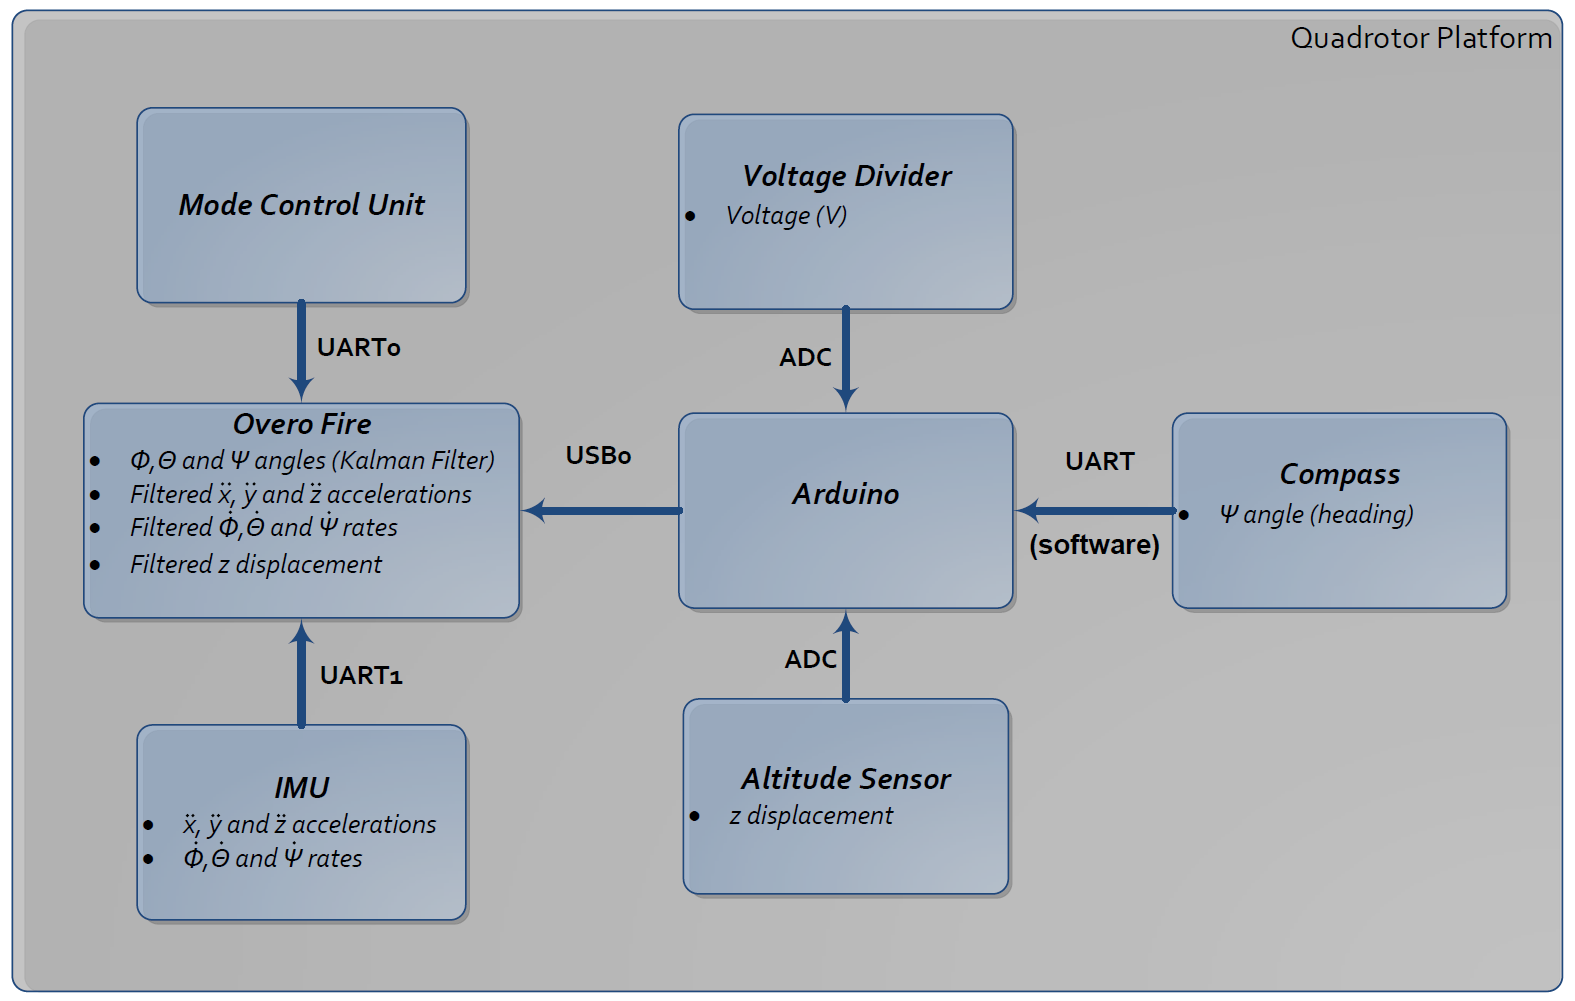 Quadrotor Platform
Mode Control Unit
Voltage Divider
• Voltage (V)
UART0
ADC
Overo Fire
• Φ,Θ and Ψ angles (Kalman Filter)
• Filtered ẍ, ÿ and z̈ accelerations
• Filtered Φ̇,Θ̇ and Ψ̇ rates
• Filtered z displacement
USB0
Arduino
UART
(software)
Compass
• Ψ angle (heading)
UART1
ADC
IMU
• ẍ, ÿ and z̈ accelerations
• Φ̇,Θ̇ and Ψ̇ rates
Altitude Sensor
• z displacement